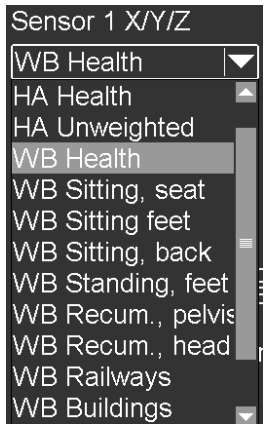 Sensor 1 X/Y/Z
WB Health
HA Health
HA Unweighted
WB Health
WB Sitting, seat
WB Sitting feet
WB Sitting, back
WB Standing, feet
WB Recum., pelvis
WB Recum., head
WB Railways
WB Buildings